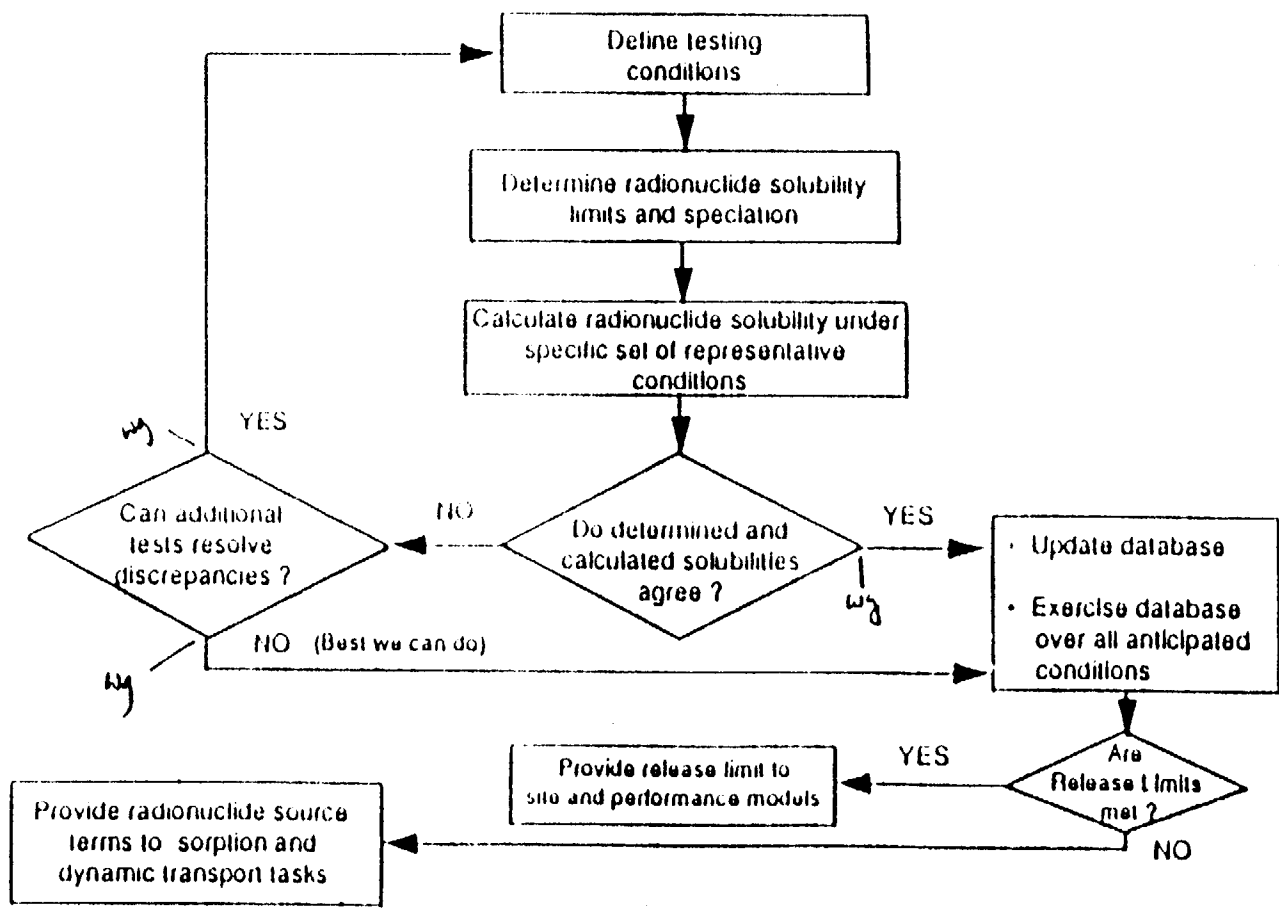 Define testing
conditions
Determine radionuclide solubility
limits and speciation
Calculate radionuclide solubility under
specific set of representative
conditions
wg
YES
Can additional
tests resolve
discrepancies ?
NO
Do determined and
calculated solubilities
agree ?
YES
wg
• Update database
• Exercise database
over all anticipated
conditions
NO (Best we can do)
wg
Are
Release Limits
met ?
YES
Provide release limit to
site and performance models
NO
Provide radionuclide source
terms to sorption and
dynamic transport tasks